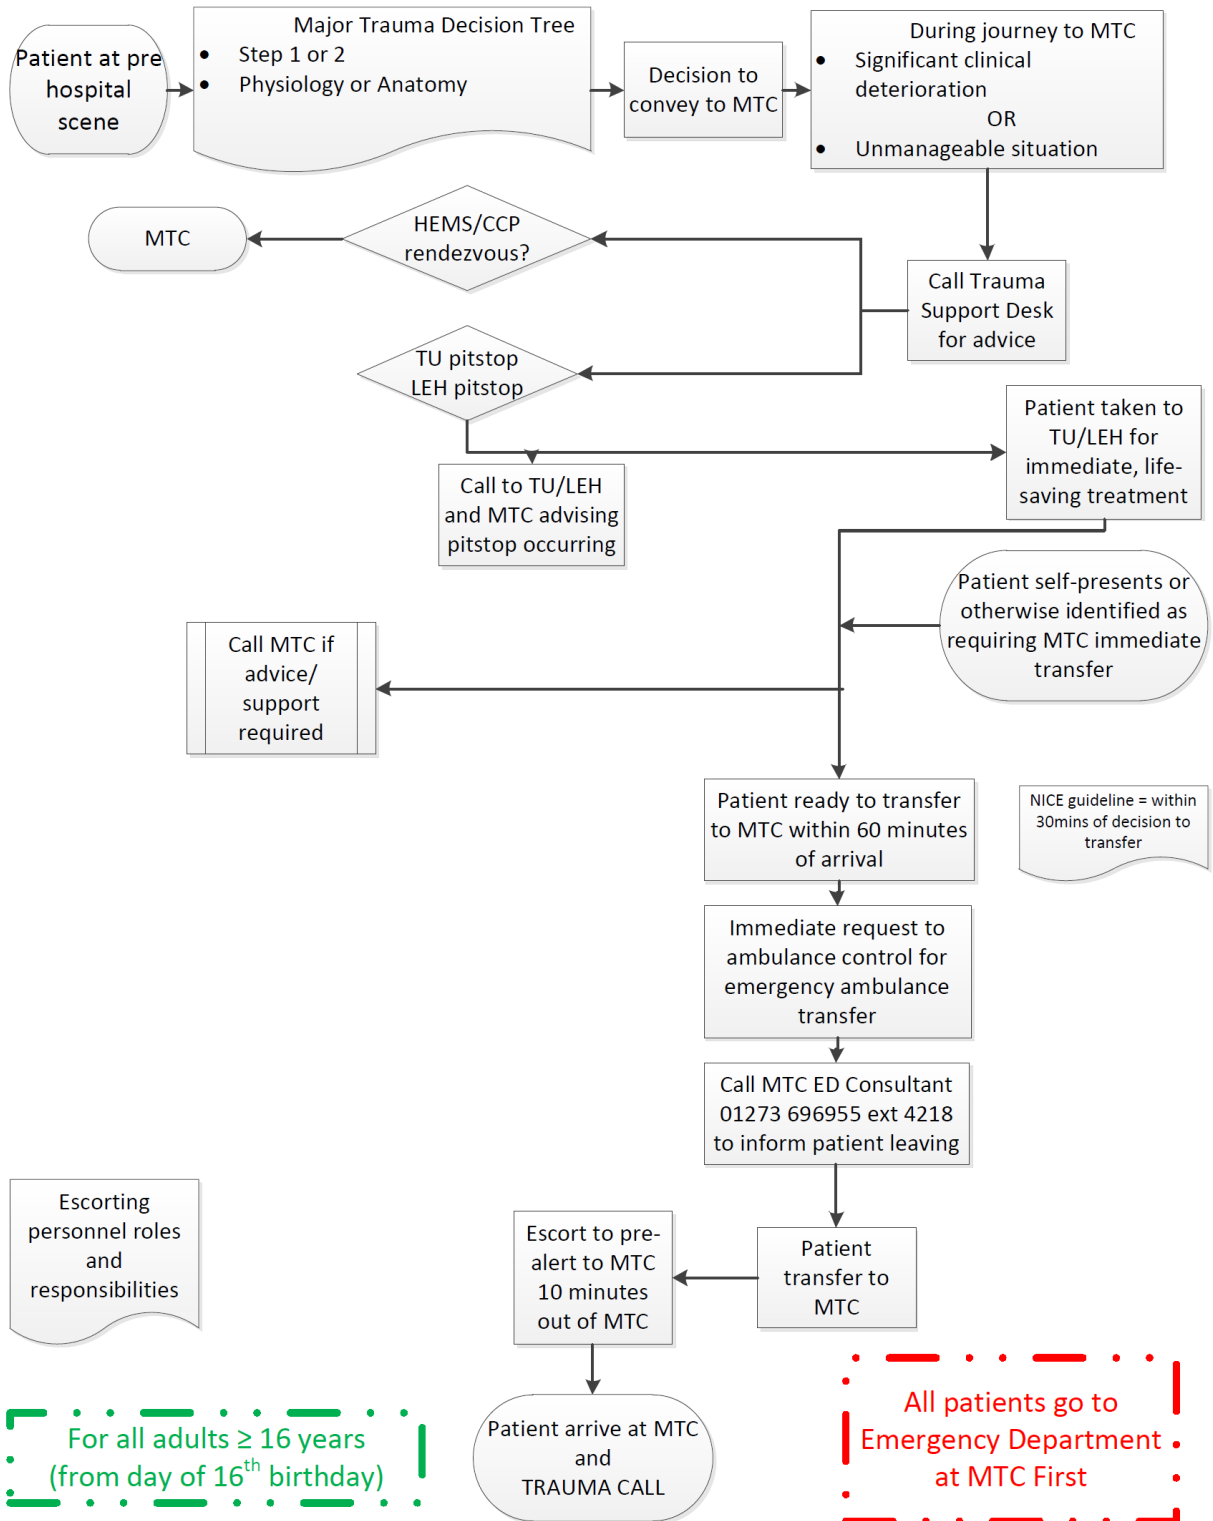 Patient at pre
hospital
scene
Major Trauma Decision Tree
• Step 1 or 2
• Physiology or Anatomy
Decision to
convey to MTC
During journey to MTC
• Significant clinical
deterioration
OR
• Unmanageable situation
MTC
HEMS/CCP
rendezvous?
Call Trauma
Support Desk
for advice
TU pitstop
LEH pitstop
Patient taken to
TU/LEH for
immediate, life-
saving treatment
Call to TU/LEH
and MTC advising
pitstop occurring
Patient self-presents or
otherwise identified as
requiring MTC immediate
transfer
Call MTC if
advice/
support
required
Patient ready to transfer
to MTC within 60 minutes
of arrival
NICE guideline = within
30mins of decision to
transfer
Immediate request to
ambulance control for
emergency ambulance
transfer
Call MTC ED Consultant
01273 696955 ext 4218
to inform patient leaving
Escorting
personnel roles
and
responsibilities
Escort to pre-
alert to MTC
10 minutes
out of MTC
Patient
transfer to
MTC
For all adults ≥ 16 years
(from day of 16th birthday)
Patient arrive at MTC
and
TRAUMA CALL
All patients go to
Emergency Department
at MTC First